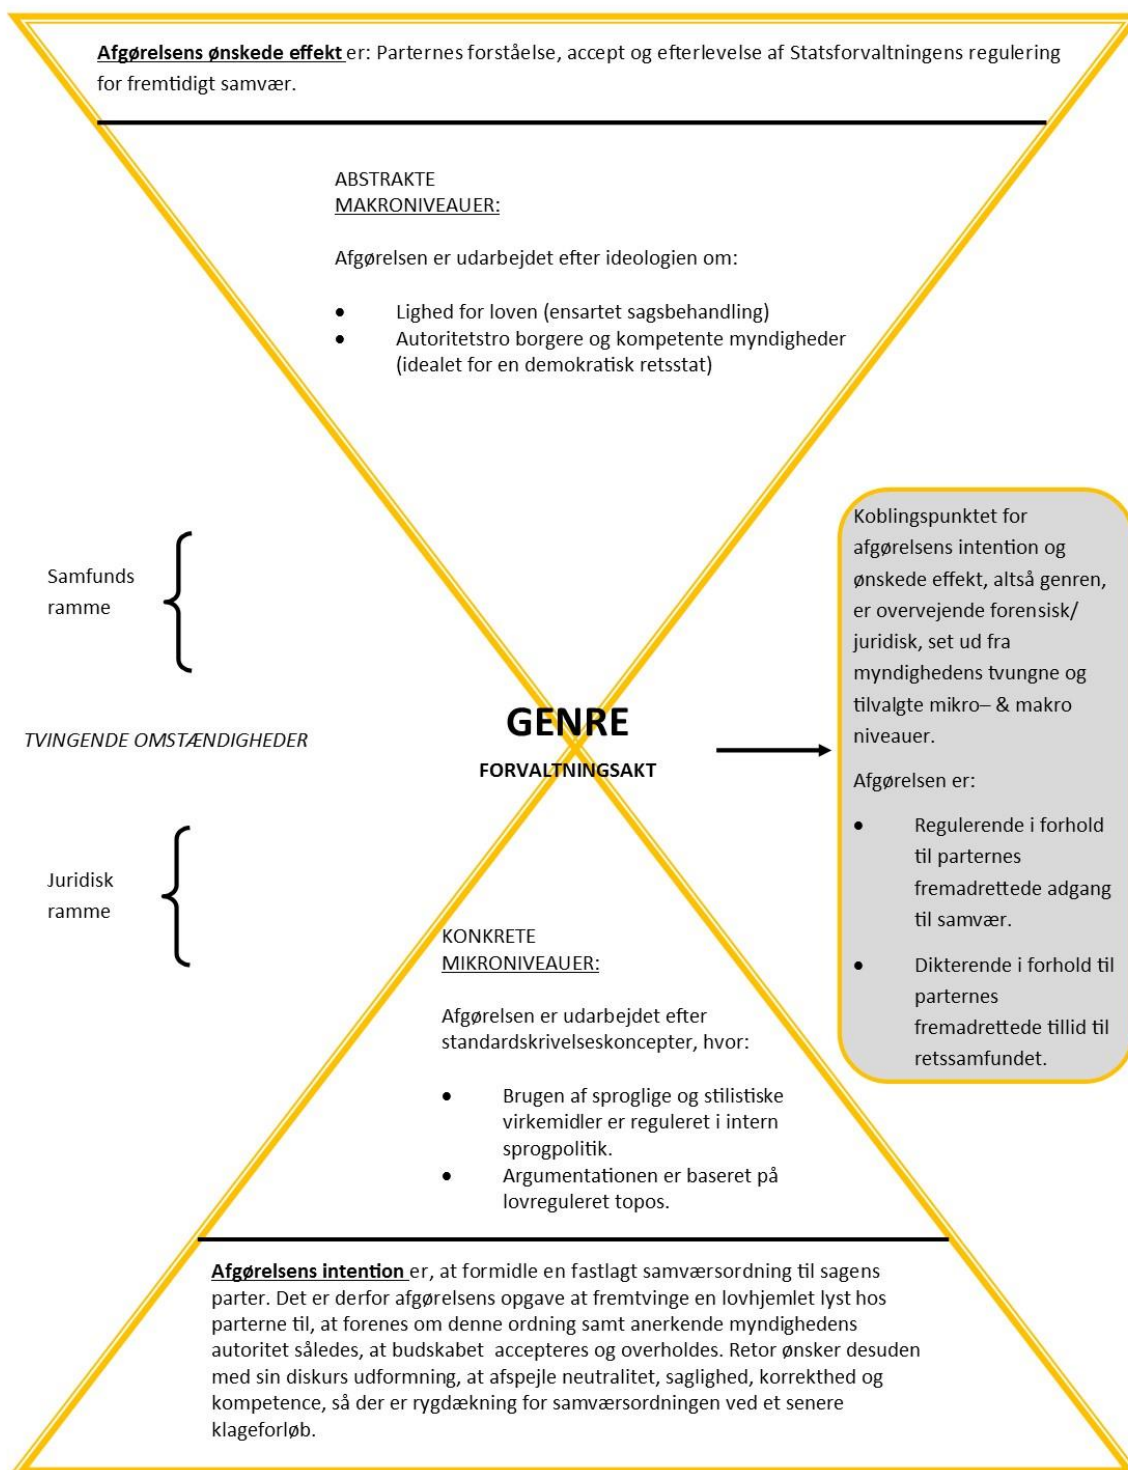 Afgørelsens ønskede effekt er: Parternes forståelse, accept og efterlevelse af Statsforvaltningens regulering
for fremtidigt samvær.
ABSTRAKTE
MAKRONIVEAUER:
Afgørelsen er udarbejdet efter ideologien om:
• Lighed for loven (ensartet sagsbehandling)
• Autoritetstro borgere og kompetente myndigheder
(idealet for en demokratisk retsstat)
Samfunds
ramme
TVINGENDE OMSTÆNDIGHEDER
Juridisk
ramme
GENRE
FORVALTNINGSAKT
Koblingspunktet for
afgørelsens intention og
ønskede effekt, altså genren,
er overvejende forensisk/
juridisk, set ud fra
myndighedens tvungne og
tilvalgte mikro– & makro
niveauer.
Afgørelsen er:
• Regulerende i forhold
til parternes
fremadrettede adgang
til samvær.
• Dikterende i forhold til
parternes
fremadrettede tillid til
retssamfundet.
KONKRETE
MIKRONIVEAUER:
Afgørelsen er udarbejdet efter
standardskrivelseskoncepter, hvor:
• Brugen af sproglige og stilistiske
virkemidler er reguleret i intern
sprogpolitik.
• Argumentationen er baseret på
lovreguleret topos.
Afgørelsens intention er, at formidle en fastlagt samværsordning til sagens
parter. Det er derfor afgørelsens opgave at fremtvinge en lovhjemlet lyst hos
parterne til, at forenes om denne ordning samt anerkende myndighedens
autoritet således, at budskabet accepteres og overholdes. Retor ønsker desuden
med sin diskurs udformning, at afspejle neutralitet, saglighed, korrekthed og
kompetence, så der er rygdækning for samværsordningen ved et senere
klageforløb.